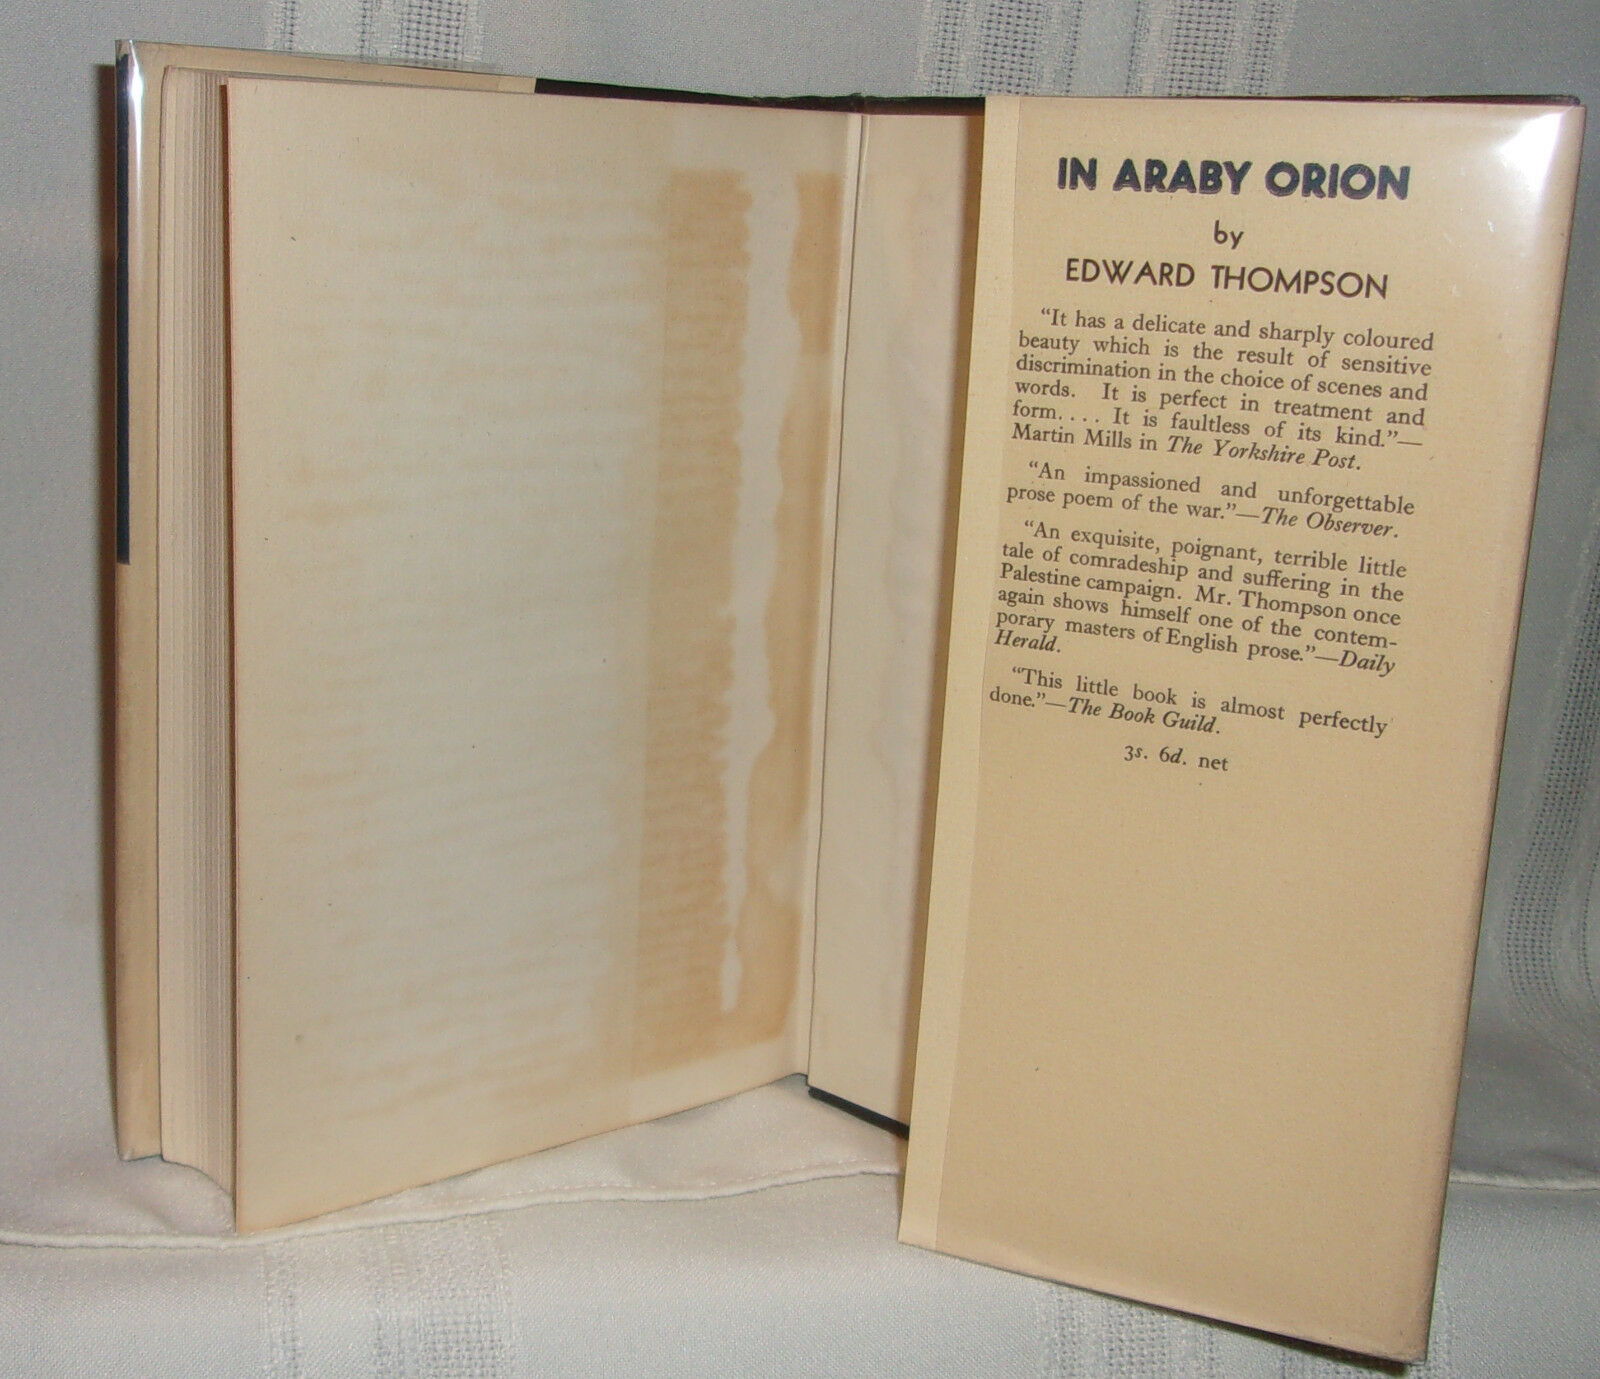 IN ARABY ORION
by
EDWARD THOMPSON
“It has a delicate and sharply coloured
beauty which is the result of sensitive
discrimination in the choice of scenes and
words. It is perfect in treatment and
form.... It is faultless of its kind.”—
Martin Mills in The Yorkshire Post.
“An impassioned and unforgettable
prose poem of the war.”—The Observer.
“An exquisite, poignant, terrible little
tale of comradeship and suffering in the
Palestine campaign. Mr. Thompson once
again shows himself one of the contem-
porary masters of English prose.”—Daily
Herald.
“This little book is almost perfectly
done.”—The Book Guild.
3s. 6d. net